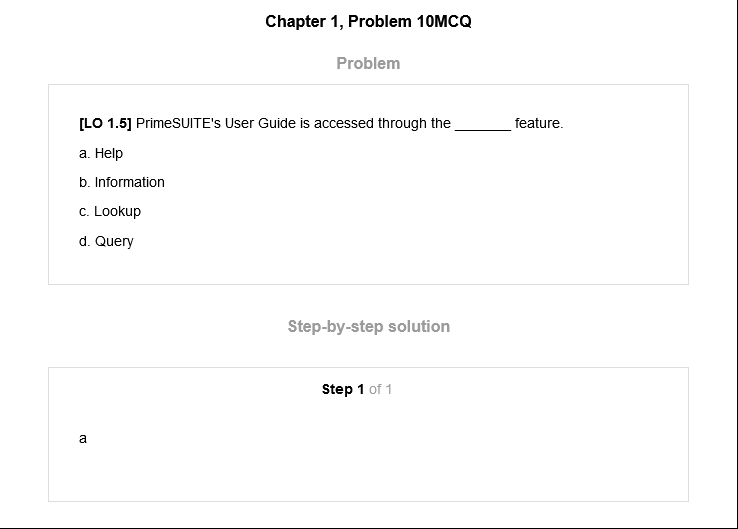 Chapter 1, Problem 10MCQ
Problem
[LO 1.5] PrimeSUITE's User Guide is accessed through the _______ feature.
a. Help
b. Information
c. Lookup
d. Query
Step-by-step solution
Step 1 of 1
a